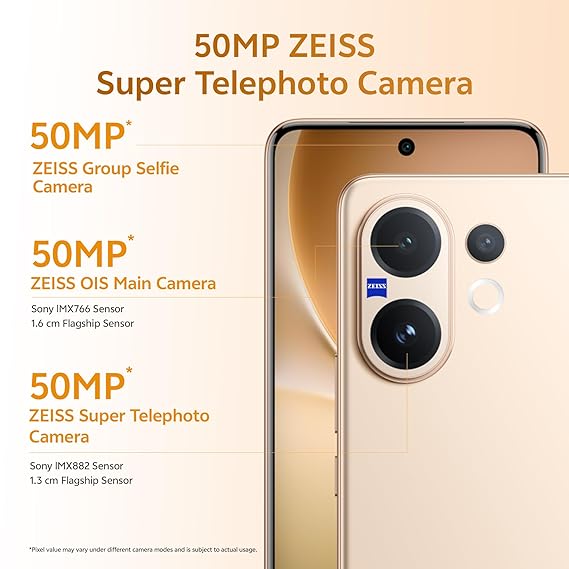 50MP ZEISS
Super Telephoto Camera
50MP*
ZEISS Group Selfie
Camera
50MP*
ZEISS OIS Main Camera
Sony IMX766 Sensor
1.6 cm Flagship Sensor
ZEISS
50MP*
ZEISS Super Telephoto
Camera
Sony IMX882 Sensor
1.3 cm Flagship Sensor
*Pixel value may vary under different camera modes and is subject to actual usage.